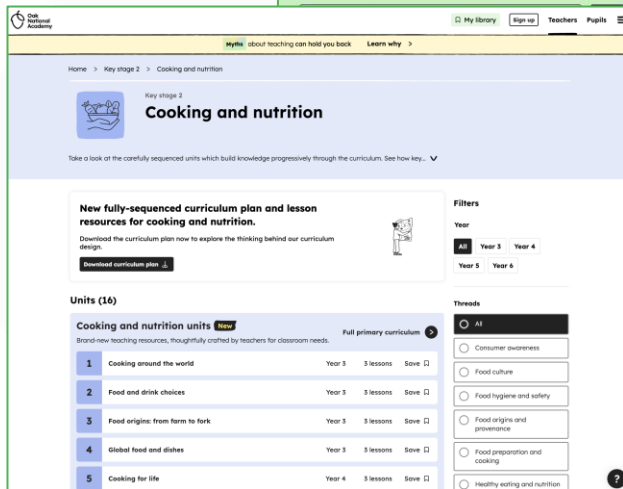 Oak
National
Academy
My library
Sign up
Teachers
Pupils
Myths about teaching can hold you back Learn why >
Home > Key stage 2 > Cooking and nutrition
Key stage 2
Cooking and nutrition
Take a look at the carefully sequenced units which build knowledge progressively through the curriculum. See how key...
New fully-sequenced curriculum plan and lesson
resources for cooking and nutrition.
Download the curriculum plan now to explore the thinking behind our curriculum
design.
Download curriculum plan
Filters
Year
All Year 3 Year 4
Year 5 Year 6
Units (16)
Cooking and nutrition units New
Full primary curriculum
Brand-new teaching resources, thoughtfully crafted by teachers for classroom needs.
1 Cooking around the world Year 3 3 lessons Save
2 Food and drink choices Year 3 3 lessons Save
3 Food origins: from farm to fork Year 3 3 lessons Save
4 Global food and dishes Year 3 3 lessons Save
5 Cooking for life Year 4 3 lessons Save
Threads
All
Consumer awareness
Food culture
Food hygiene and safety
Food origins and
provenance
Food preparation and
cooking
Healthy eating and nutrition
?